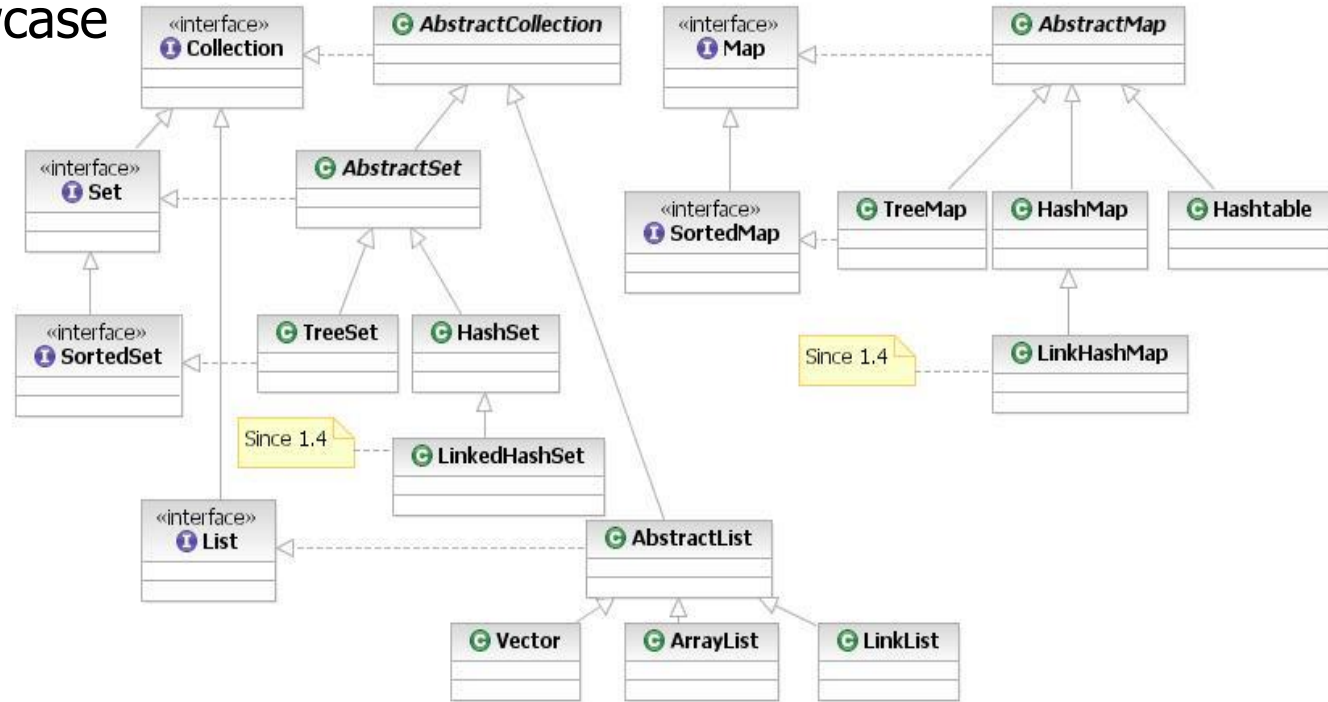 «interface»
Collection
AbstractCollection
«interface»
Map
AbstractMap
«interface»
Set
AbstractSet
«interface»
SortedMap
TreeMap
HashMap
Hashtable
«interface»
SortedSet
TreeSet
HashSet
Since 1.4
LinkHashMap
Since 1.4
LinkedHashSet
«interface»
List
AbstractList
Vector
ArrayList
LinkList